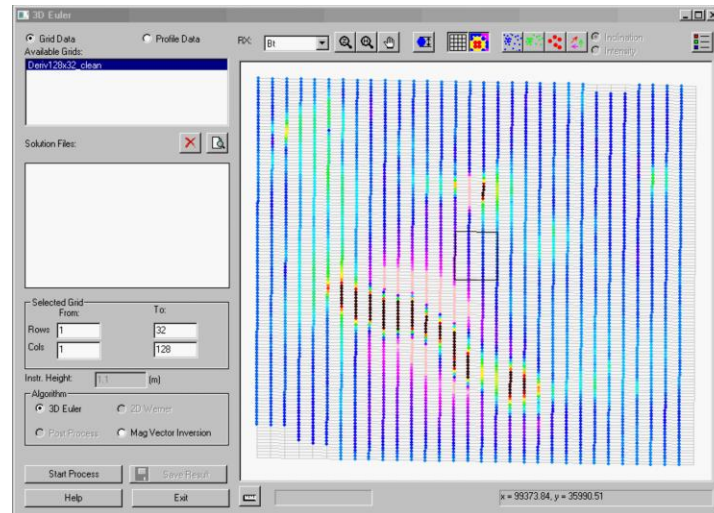 3D Euler
Grid Data
Profile Data
Available Grids:
Deriv128x32_clean
RX:
Bt
Inclination
Intensity
Solution Files:
Selected Grid
From:
To:
Rows
1
32
Cols
1
128
Instr. Height:
1.1
(m)
Algorithm
3D Euler
2D Werner
Post Process
Mag Vector Inversion
Start Process
Save Result
Help
Exit
x = 99373.84, y = 35990.51